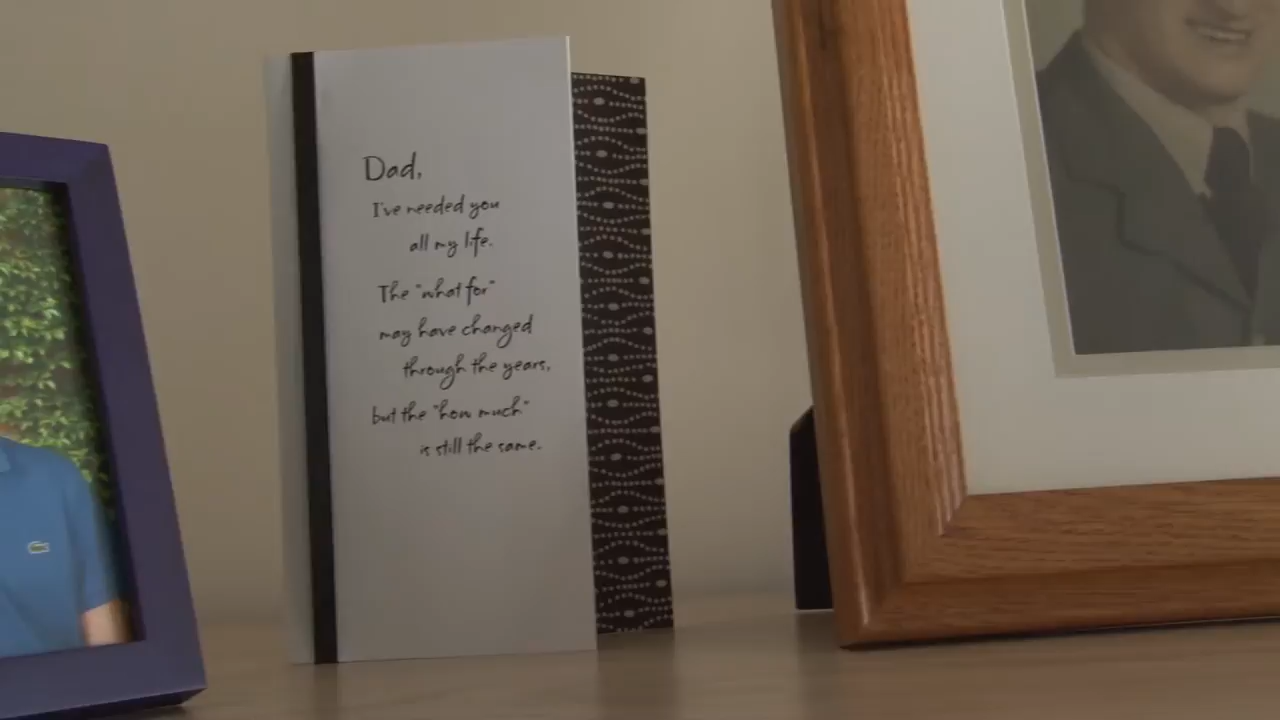 Dad,
I've needed you
all my life.
The "what for"
may have changed
through the years,
but the "how much"
is still the same.